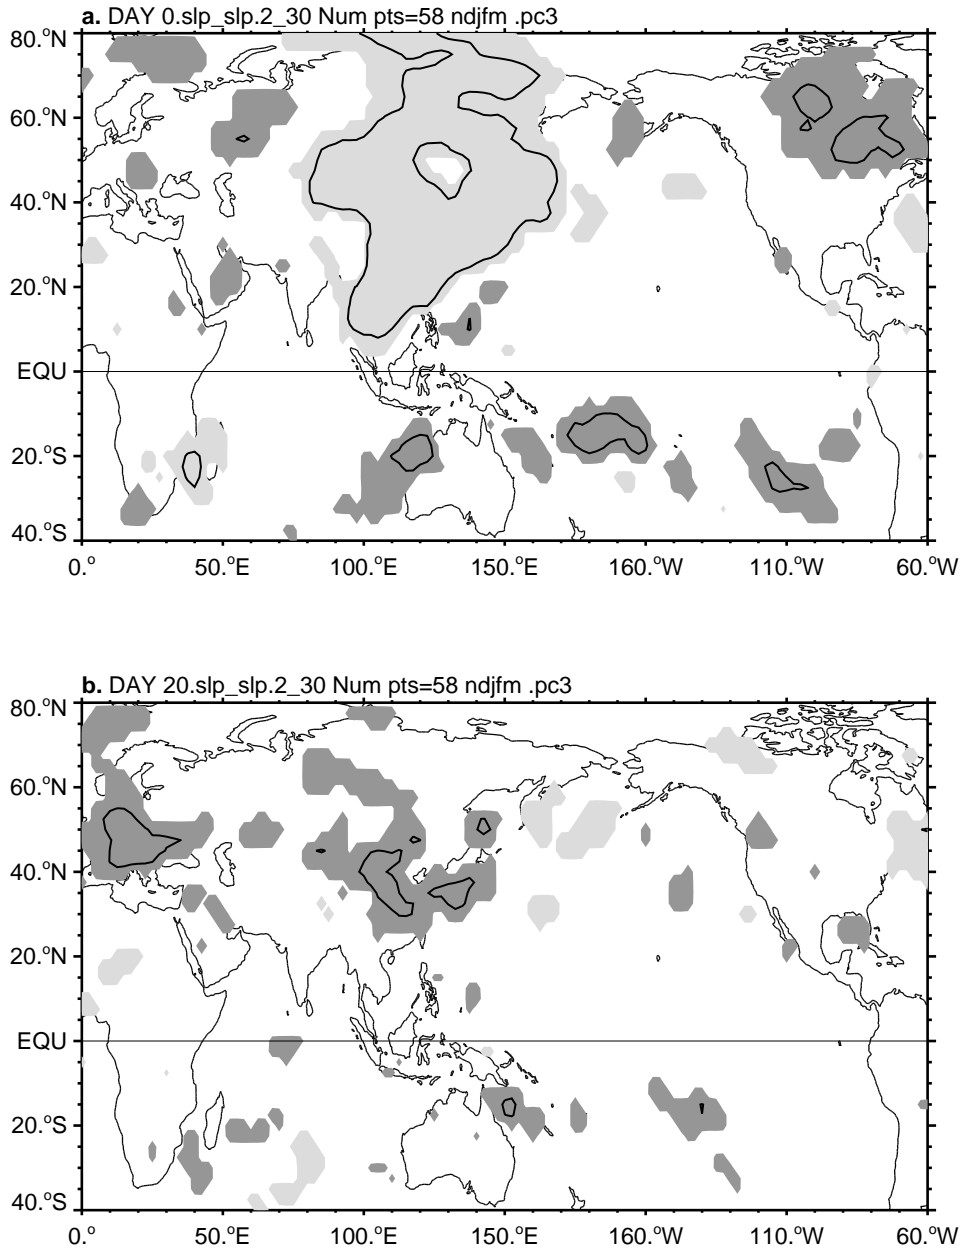 a. DAY 0.slp_slp.2_30 Num pts=58 ndjfm .pc3
80.°N
60.°N
40.°N
20.°N
EQU
20.°S
40.°S
0.° 50.°E 100.°E 150.°E 160.°W 110.°W 60.°W
b. DAY 20.slp_slp.2_30 Num pts=58 ndjfm .pc3
80.°N
60.°N
40.°N
20.°N
EQU
20.°S
40.°S
0.° 50.°E 100.°E 150.°E 160.°W 110.°W 60.°W